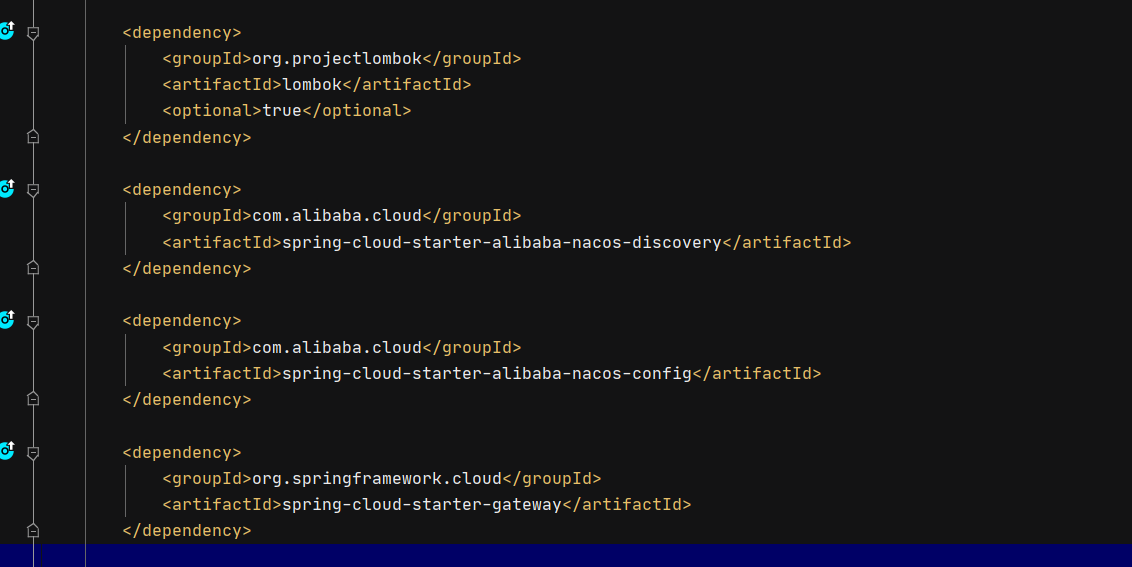 <dependency>
<groupId>org.projectlombok</groupId>
<artifactId>lombok</artifactId>
<optional>true</optional>
</dependency>
<dependency>
<groupId>com.alibaba.cloud</groupId>
<artifactId>spring-cloud-starter-alibaba-nacos-discovery</artifactId>
</dependency>
<dependency>
<groupId>com.alibaba.cloud</groupId>
<artifactId>spring-cloud-starter-alibaba-nacos-config</artifactId>
</dependency>
<dependency>
<groupId>org.springframework.cloud</groupId>
<artifactId>spring-cloud-starter-gateway</artifactId>
</dependency>